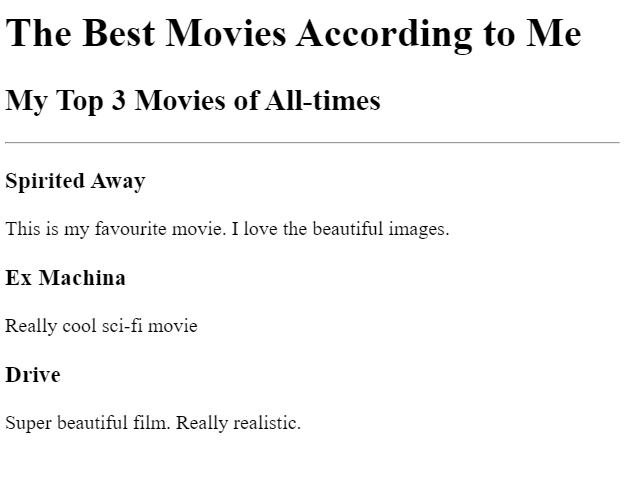 The Best Movies According to Me
My Top 3 Movies of All-times
Spirited Away
This is my favourite movie. I love the beautiful images.
Ex Machina
Really cool sci-fi movie
Drive
Super beautiful film. Really realistic.